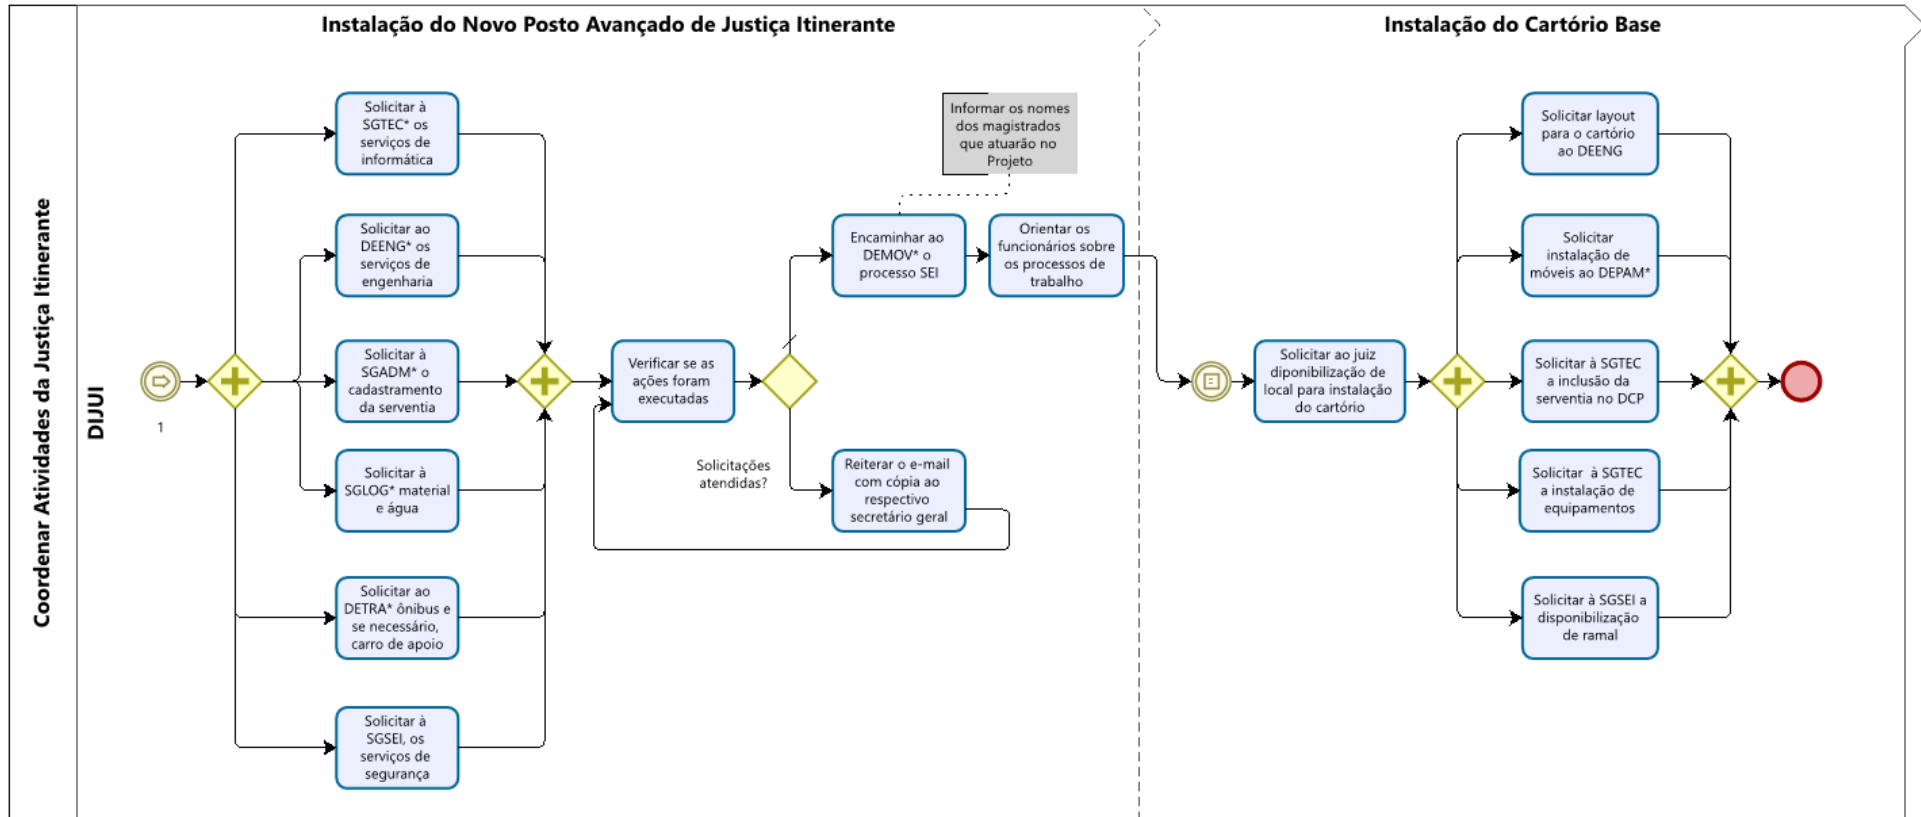 Instalação do Novo Posto Avançado de Justiça Itinerante
Instalação do Cartório Base
Coordenar Atividades da Justiça Itinerante
DIJUI
1
Solicitar à
SGTEC* os
serviços de
informática
Solicitar ao
DEENG* os
serviços de
engenharia
Solicitar à
SGADM* o
cadastramento
da serventia
Solicitar à
SGLOG* material
e água
Solicitar ao
DETRA* ônibus e
se necessário,
carro de apoio
Solicitar à
SGSEI, os
serviços de
segurança
Verificar se as
ações foram
executadas
Solicitações
atendidas?
Informar os nomes
dos magistrados
que atuarão no
Projeto
Encaminhar ao
DEMOV* o
processo SEI
Orientar os
funcionários sobre
os processos de
trabalho
Reiterar o e-mail
com cópia ao
respectivo
secretário geral
Solicitar ao juiz
diponibilização de
local para instalação
do cartório
Solicitar layout
para o cartório
ao DEENG
Solicitar
instalação de
móveis ao DEPAM*
Solicitar à SGTEC
a inclusão da
serventia no DCP
Solicitar  à SGTEC
a instalação de
equipamentos
Solicitar à SGSEI a
disponibilização
de ramal